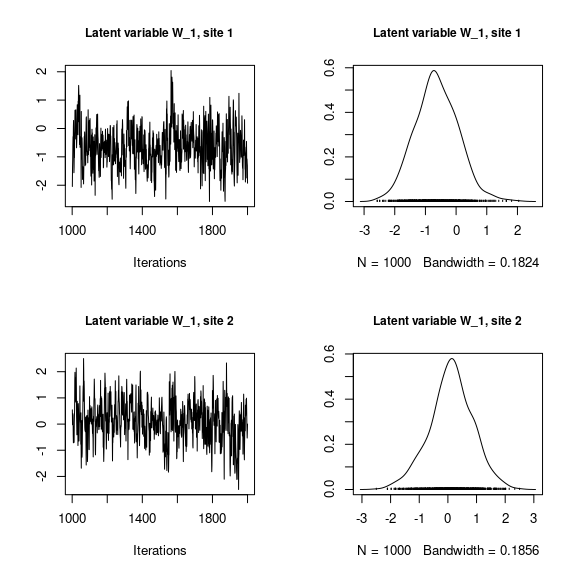 Latent variable W_1, site 1
2
1
0
-1
-2
1000 1400 1800
Iterations
Latent variable W_1, site 1
0.6
0.4
0.2
0.0
-3 -2 -1 0 1 2
N = 1000 Bandwidth = 0.1824
Latent variable W_1, site 2
2
1
0
-1
-2
1000 1400 1800
Iterations
Latent variable W_1, site 2
0.6
0.4
0.2
0.0
-3 -2 -1 0 1 2 3
N = 1000 Bandwidth = 0.1856